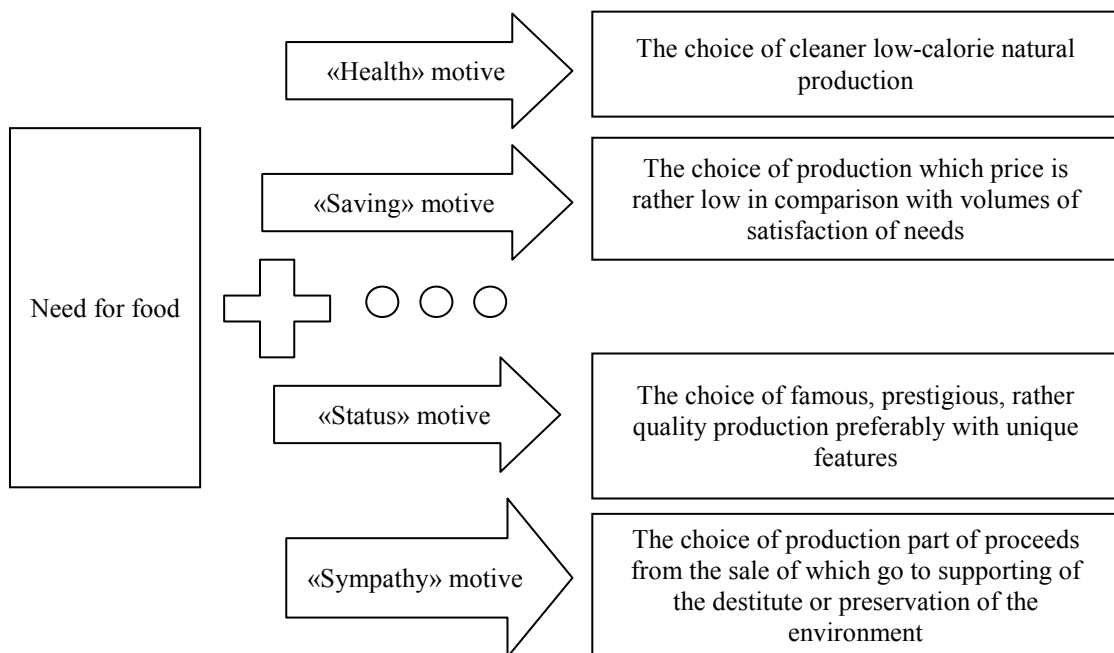 «Health» motive
The choice of cleaner low-calorie natural
production
«Saving» motive
The choice of production which price is
rather low in comparison with volumes of
satisfaction of needs
Need for food
«Status» motive
The choice of famous, prestigious, rather
quality production preferably with unique
features
«Sympathy» motive
The choice of production part of proceeds
from the sale of which go to supporting of
the destitute or preservation of the
environment